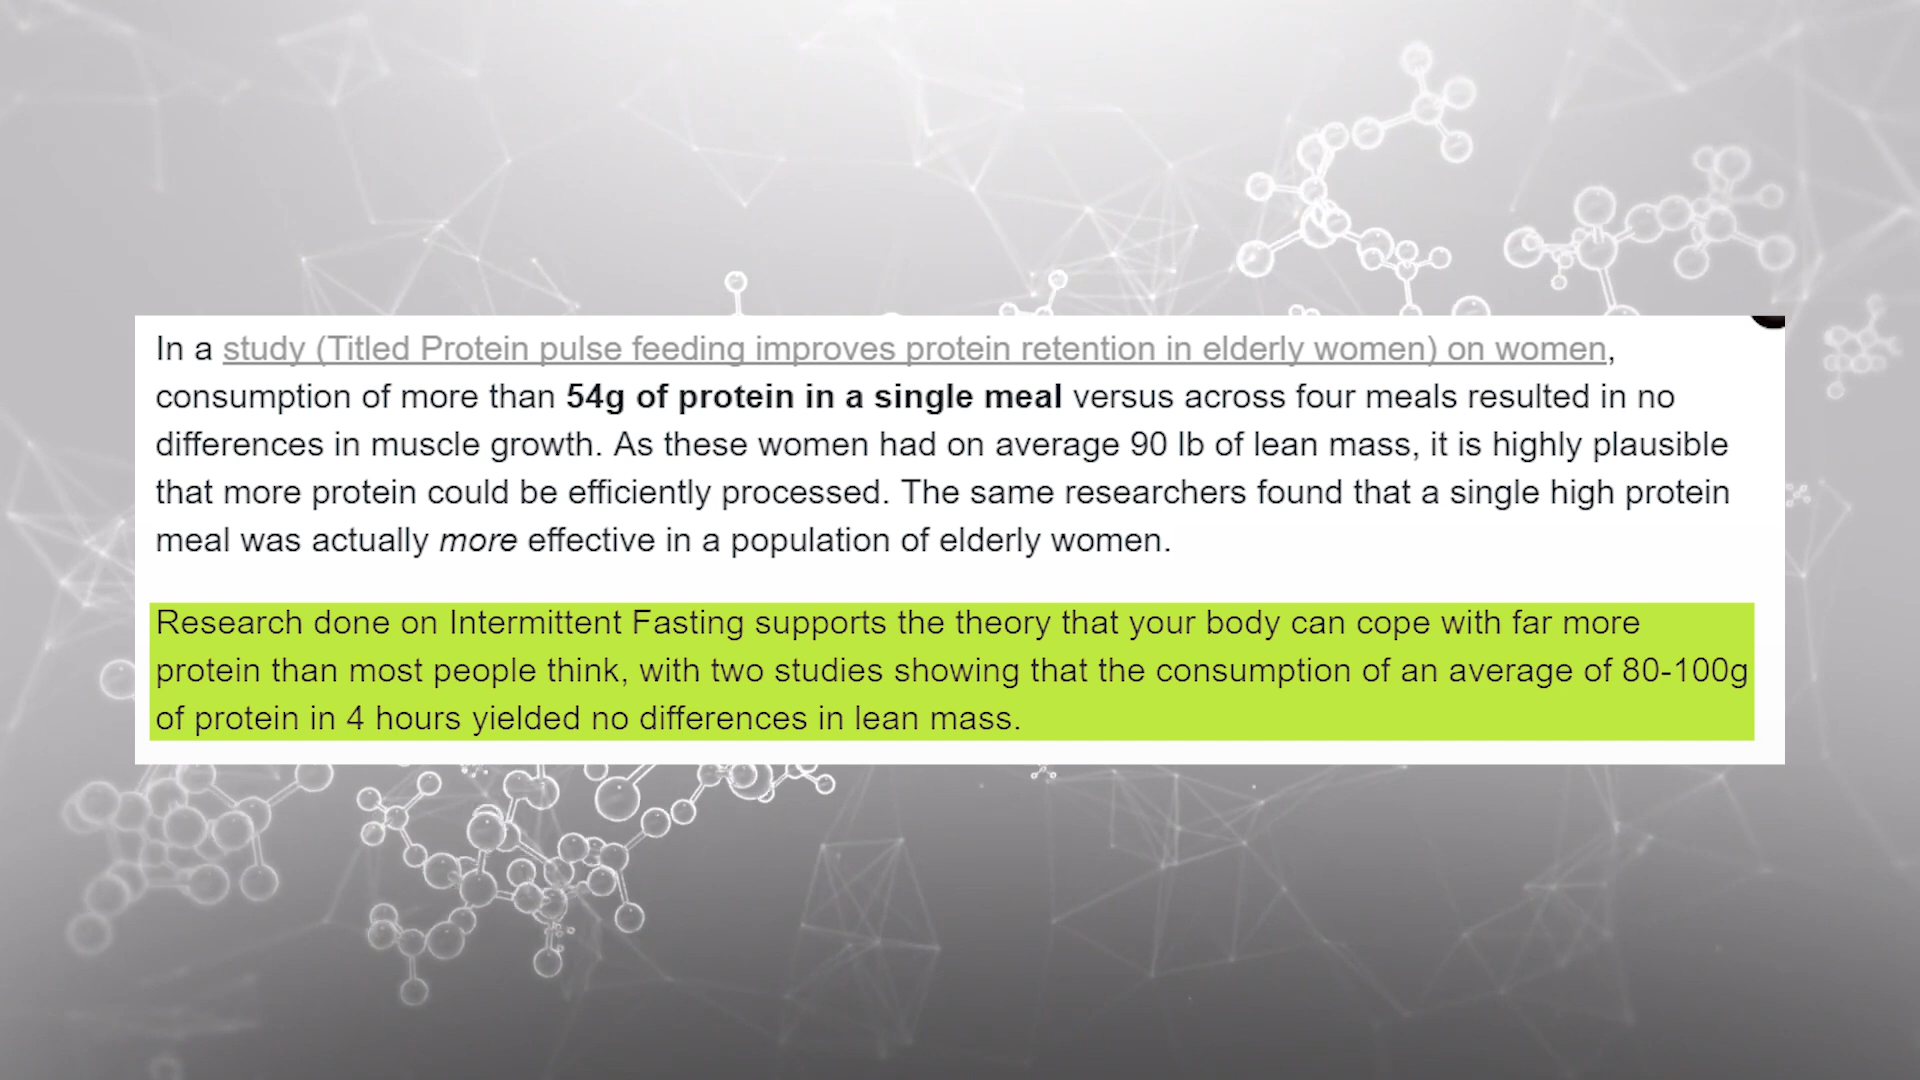 In a study (Titled Protein pulse feeding improves protein retention in elderly women) on women,
consumption of more than 54g of protein in a single meal versus across four meals resulted in no
differences in muscle growth. As these women had on average 90 lb of lean mass, it is highly plausible
that more protein could be efficiently processed. The same researchers found that a single high protein
meal was actually more effective in a population of elderly women.
Research done on Intermittent Fasting supports the theory that your body can cope with far more
protein than most people think, with two studies showing that the consumption of an average of 80-100g
of protein in 4 hours yielded no differences in lean mass.